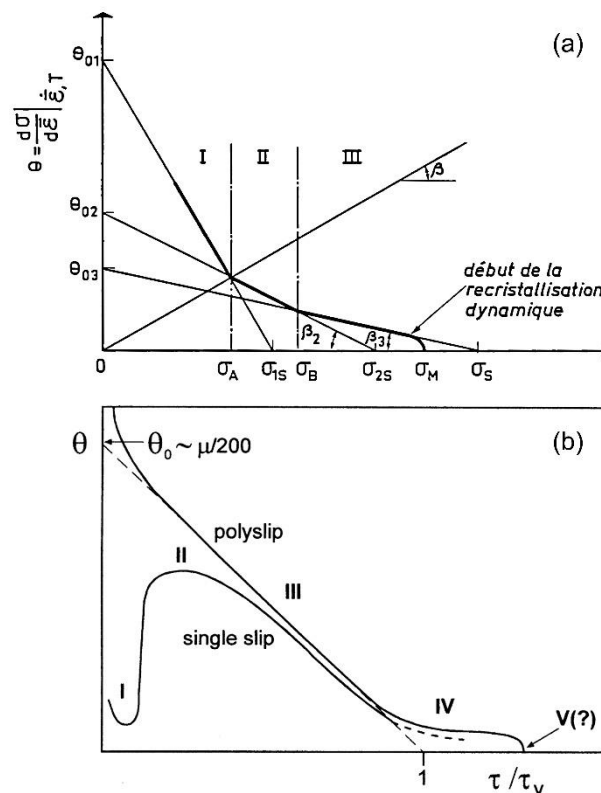 (a)
θ01
θ = dσ/dε̄ |ε̄̇,T
I II III
β
θ02
θ03
début de la
recristallisation
dynamique
β2 β3
0 σA σ1S σB σ2S σM σS
(b)
θ
θ0 ~ μ/200
polyslip
II
III
single slip
I
IV
V(?)
1
τ /τv